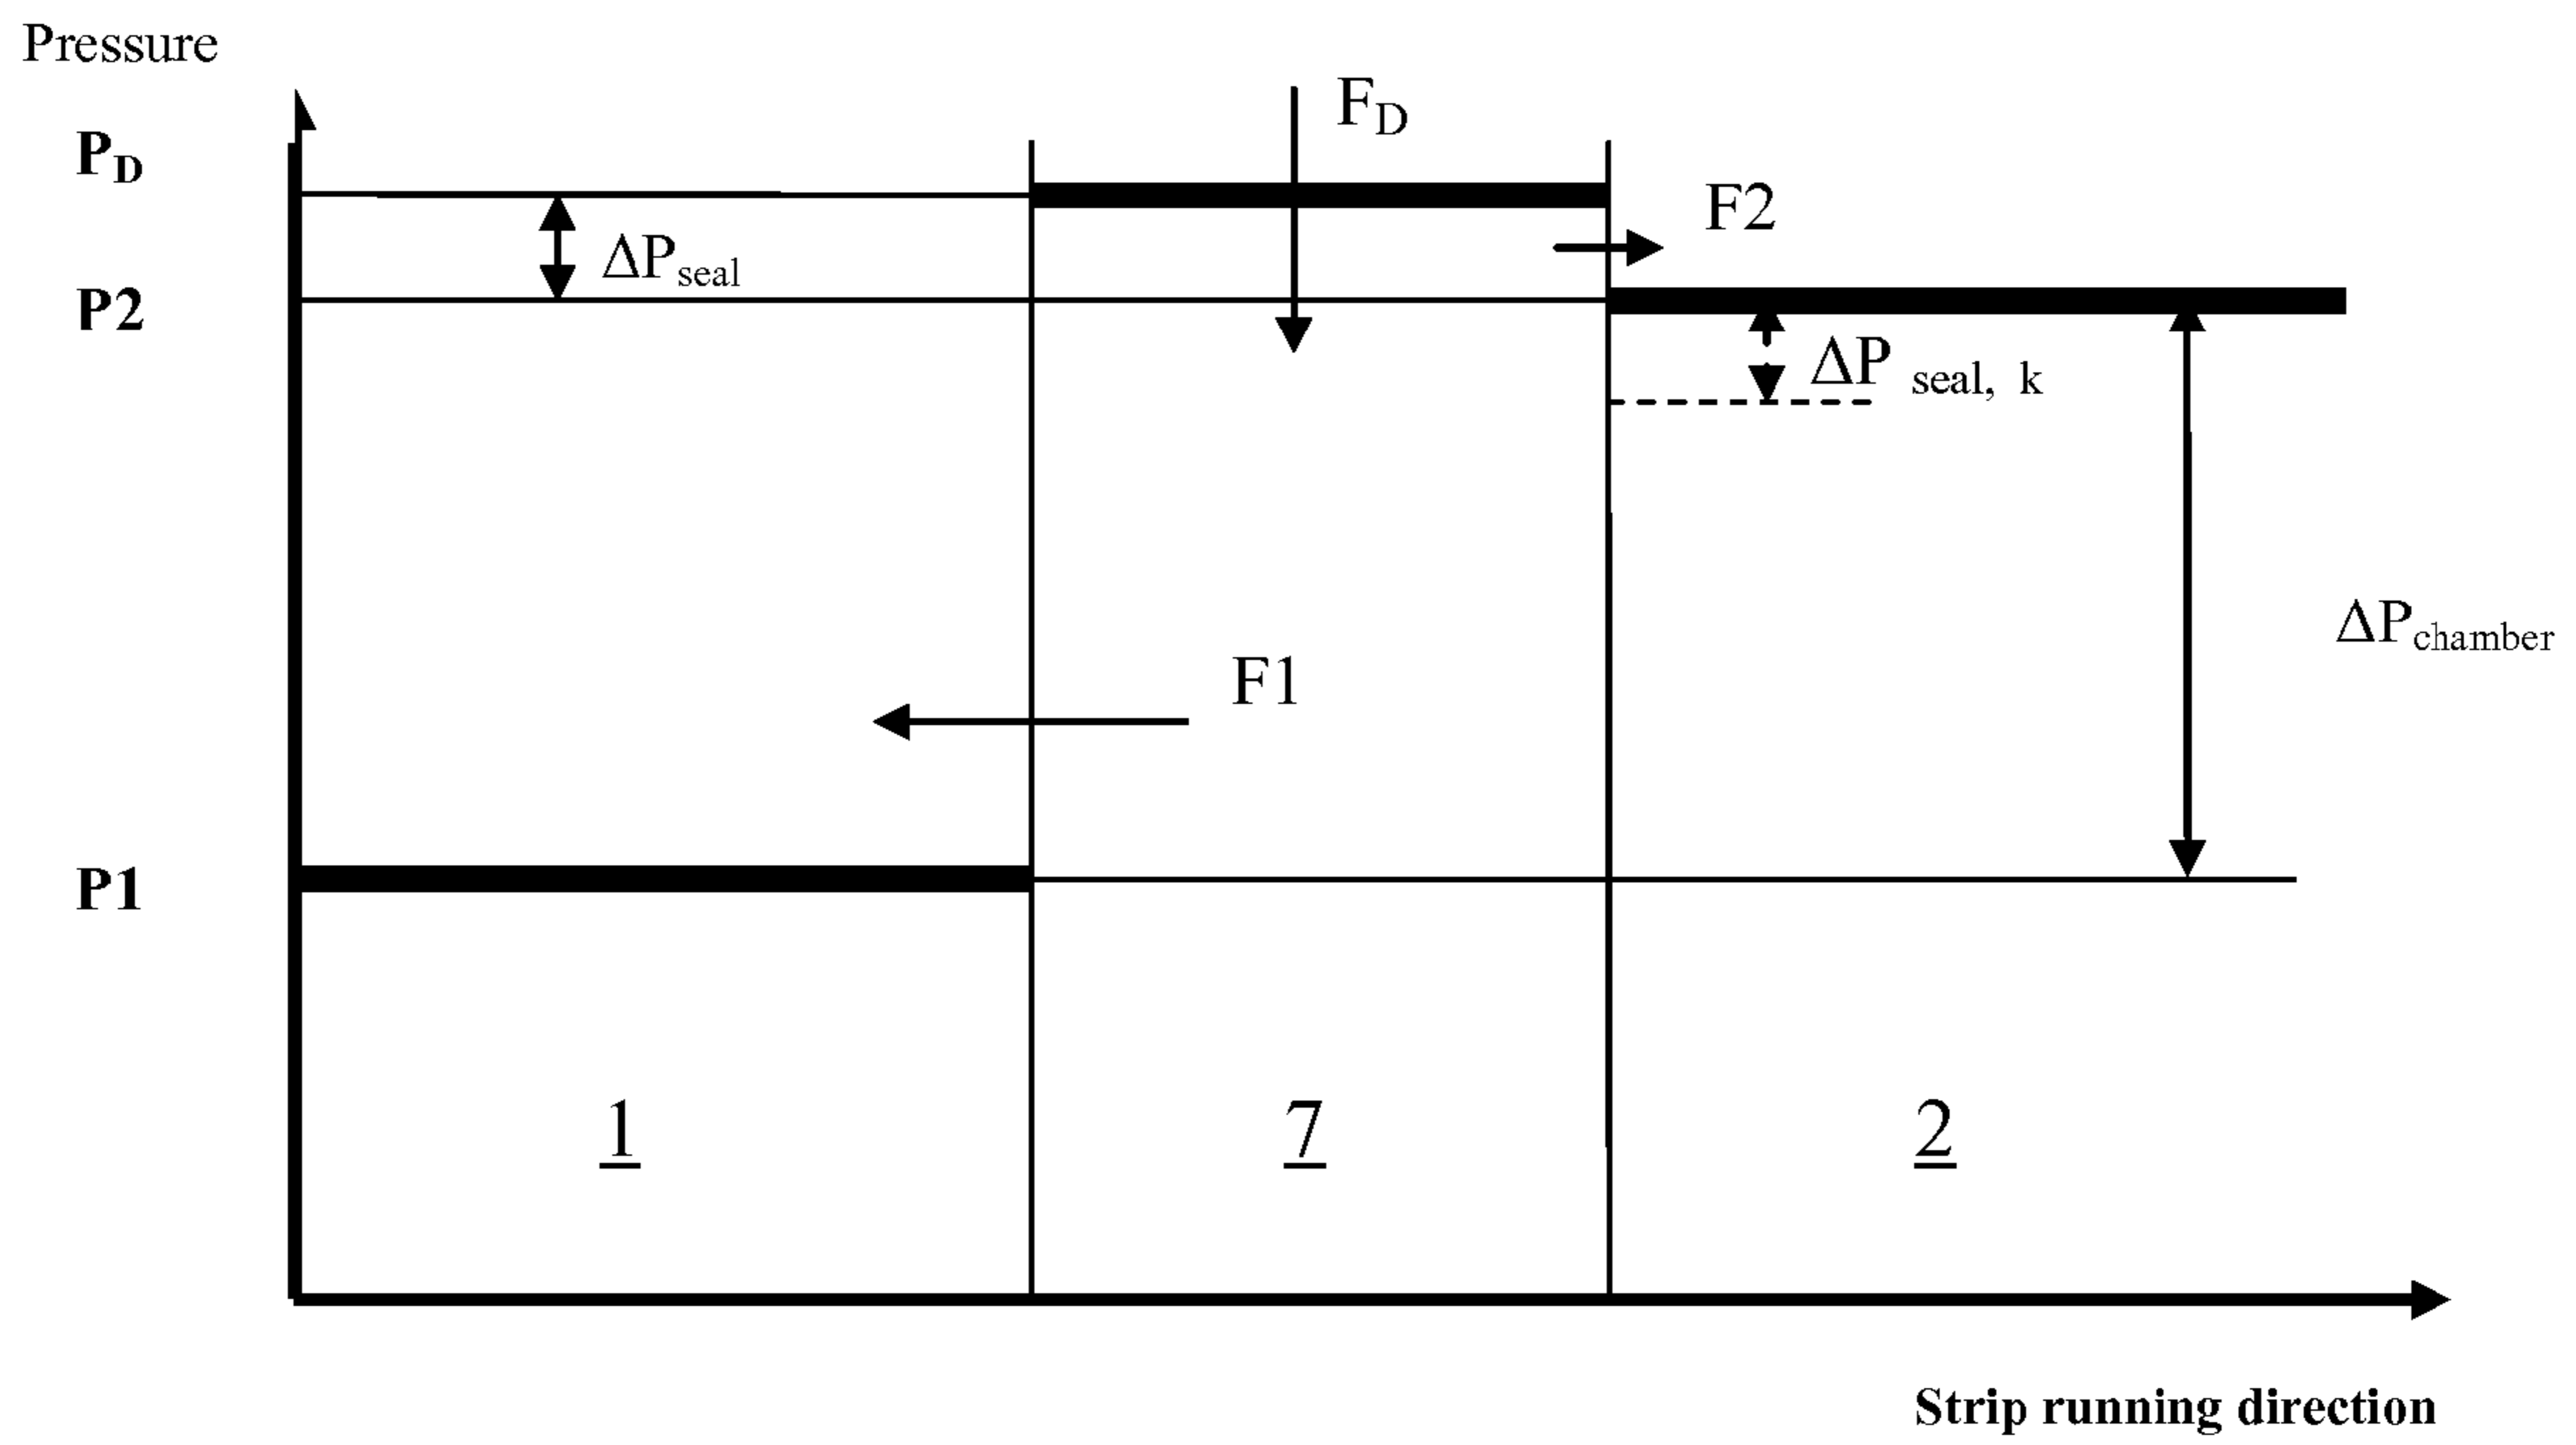 Pressure
F_D
P_D
F2
ΔP_seal
P2
ΔP seal, k
ΔP_chamber
F1
P1
1
7
2
Strip running direction